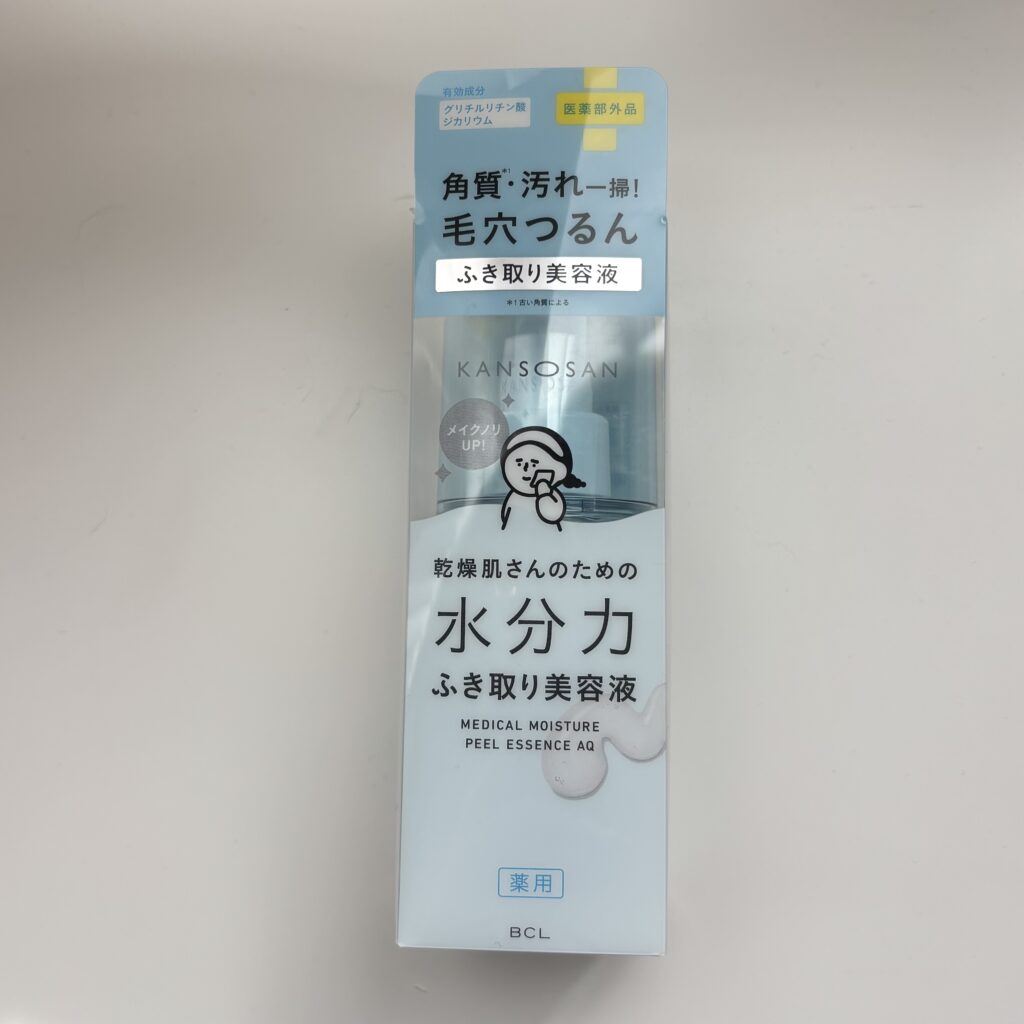 有効成分
グリチルリチン酸
ジカリウム
医薬部外品
角質*1・汚れ一掃!
毛穴つるん
ふき取り美容液
*1 古い角質による
KANSOSAN
メイクノリ
UP!
乾燥肌さんのための
水分力
ふき取り美容液
MEDICAL MOISTURE
PEEL ESSENCE AQ
薬用
BCL